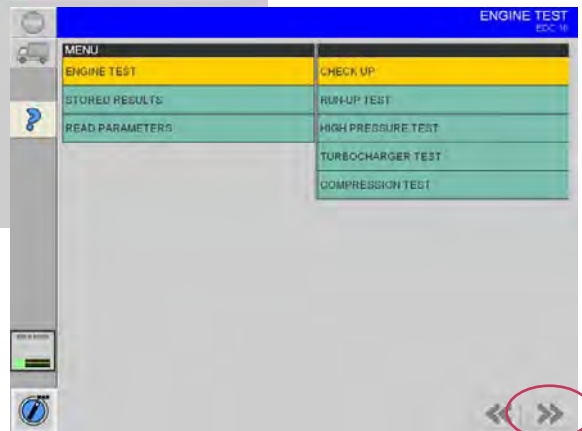 ENGINE TEST
EDC 16
MENU
ENGINE TEST
STORED RESULTS
READ PARAMETERS
CHECK UP
RUN-UP TEST
HIGH PRESSURE TEST
TURBOCHARGER TEST
COMPRESSION TEST